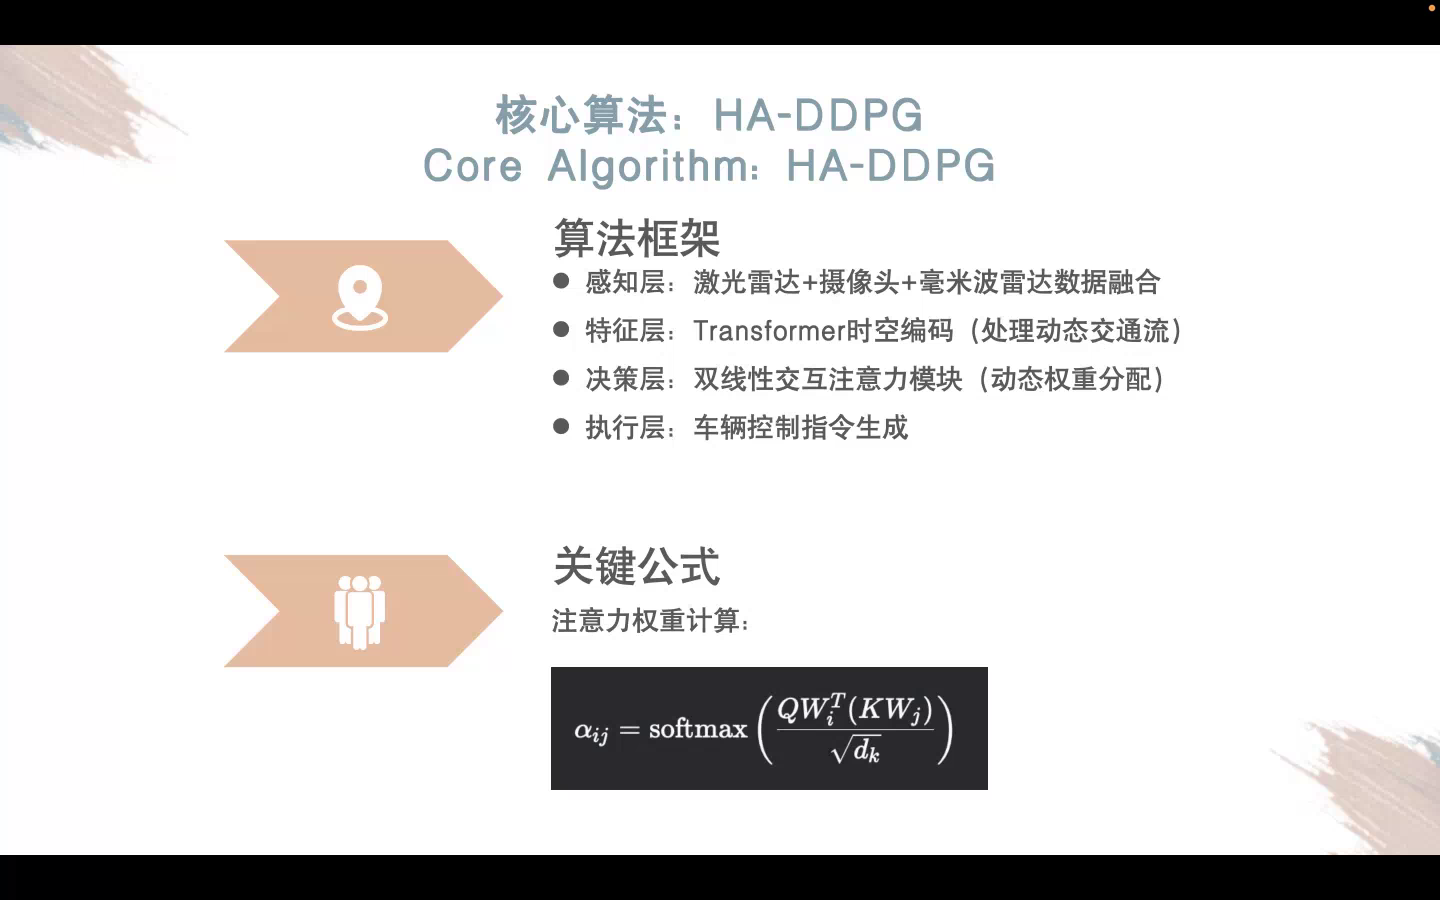 核心算法：HA-DDPG
Core Algorithm：HA-DDPG
算法框架
● 感知层：激光雷达+摄像头+毫米波雷达数据融合
● 特征层：Transformer时空编码（处理动态交通流）
● 决策层：双线性交互注意力模块（动态权重分配）
● 执行层：车辆控制指令生成
关键公式
注意力权重计算：
α_{ij} = softmax ( \frac{QW_i^T (KW_j)}{\sqrt{d_k}} )